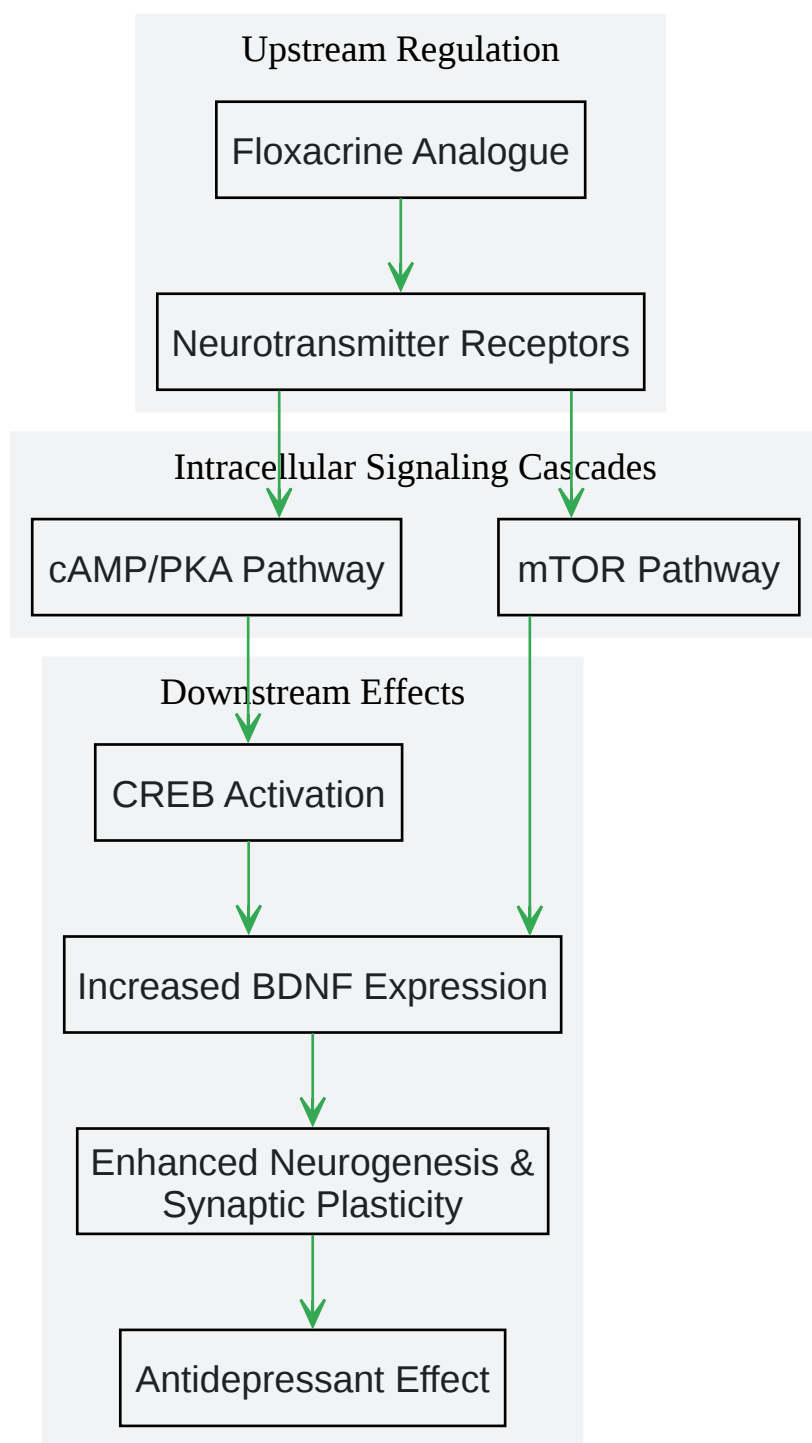 Upstream Regulation
Floxacrine Analogue
Neurotransmitter Receptors
Intracellular Signaling Cascades
cAMP/PKA Pathway
mTOR Pathway
Downstream Effects
CREB Activation
Increased BDNF Expression
Enhanced Neurogenesis &
Synaptic Plasticity
Antidepressant Effect